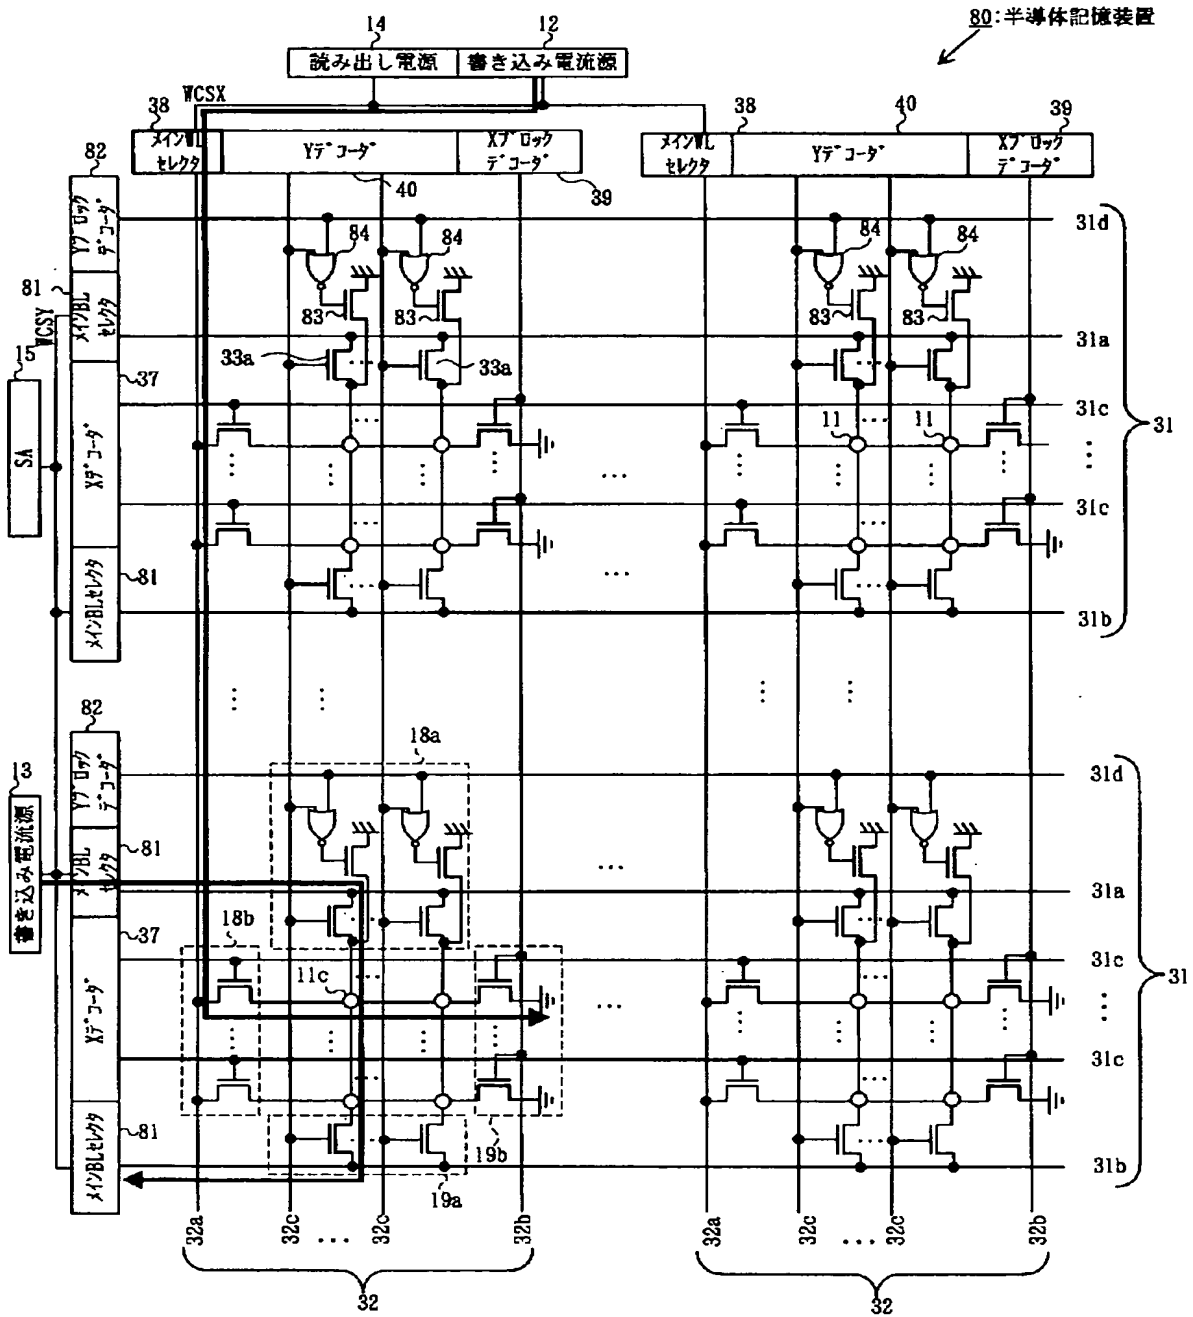 80:半導体記憶装置
14
12
読み出し電源
書き込み電流源
WCSX
38
メインWL
セレクタ
Yデコーダ
Xブロック
デコーダ
40
39
38
40
39
メインWL
セレクタ
Yデコーダ
Xブロック
デコーダ
82
Yブロック
デコーダ
84
84
84
84
31d
81
メインBL
セレクタ
WCSY
83
83
83
83
31a
15
SA
33a
33a
37
Xデコーダ
31c
11
11
31
31c
メインBLセレクタ
81
31b
82
Yブロック
デコーダ
18a
31d
13
書き込み電流源
メインBL
セレクタ
81
31a
37
18b
Xデコーダ
11c
31c
31
31c
メインBLセレクタ
81
19b
19a
31b
32a
32c
32c
32b
32a
32c
32c
32b
32
32